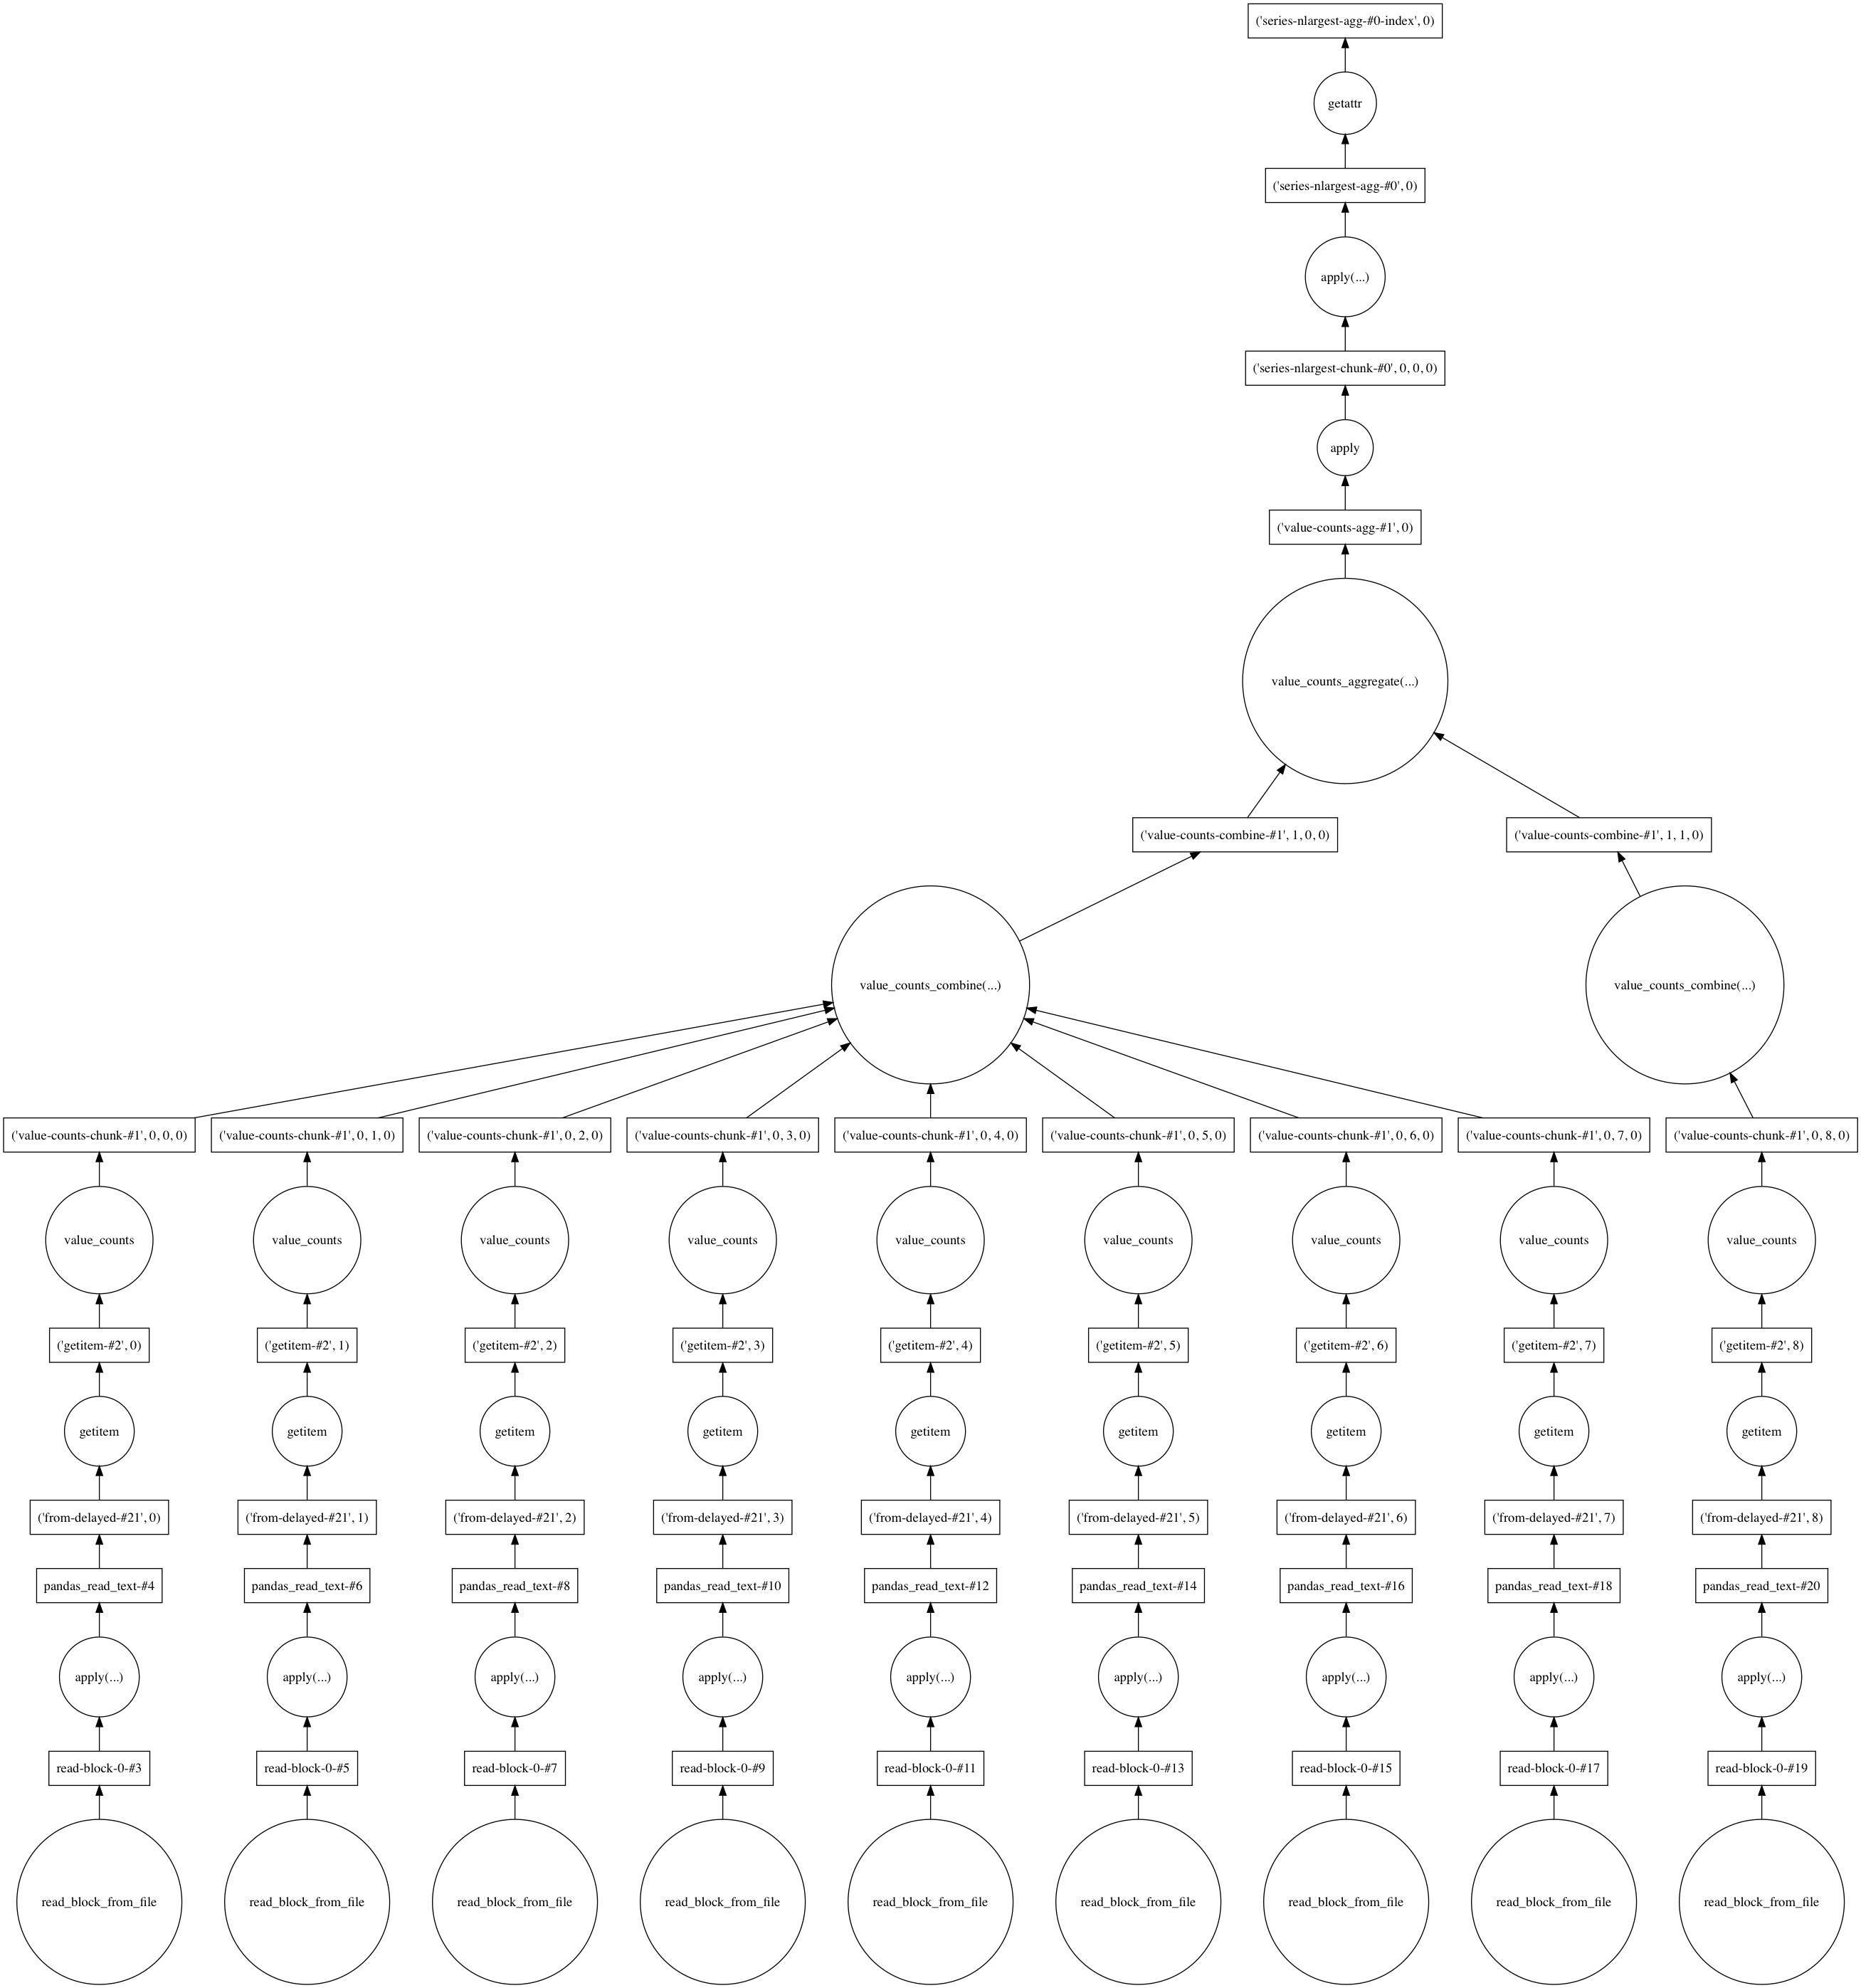 ('series-nlargest-agg-#0-index', 0)
getattr
('series-nlargest-agg-#0', 0)
apply(...)
('series-nlargest-chunk-#0', 0, 0, 0)
apply
('value-counts-agg-#1', 0)
value_counts_aggregate(...)
('value-counts-combine-#1', 1, 0, 0) ('value-counts-combine-#1', 1, 1, 0)
value_counts_combine(...) value_counts_combine(...)
('value-counts-chunk-#1', 0, 0, 0) ('value-counts-chunk-#1', 0, 1, 0) ('value-counts-chunk-#1', 0, 2, 0) ('value-counts-chunk-#1', 0, 3, 0) ('value-counts-chunk-#1', 0, 4, 0) ('value-counts-chunk-#1', 0, 5, 0) ('value-counts-chunk-#1', 0, 6, 0) ('value-counts-chunk-#1', 0, 7, 0) ('value-counts-chunk-#1', 0, 8, 0)
value_counts value_counts value_counts value_counts value_counts value_counts value_counts value_counts value_counts
('getitem-#2', 0) ('getitem-#2', 1) ('getitem-#2', 2) ('getitem-#2', 3) ('getitem-#2', 4) ('getitem-#2', 5) ('getitem-#2', 6) ('getitem-#2', 7) ('getitem-#2', 8)
getitem getitem getitem getitem getitem getitem getitem getitem getitem
('from-delayed-#21', 0) ('from-delayed-#21', 1) ('from-delayed-#21', 2) ('from-delayed-#21', 3) ('from-delayed-#21', 4) ('from-delayed-#21', 5) ('from-delayed-#21', 6) ('from-delayed-#21', 7) ('from-delayed-#21', 8)
pandas_read_text-#4 pandas_read_text-#6 pandas_read_text-#8 pandas_read_text-#10 pandas_read_text-#12 pandas_read_text-#14 pandas_read_text-#16 pandas_read_text-#18 pandas_read_text-#20
apply(...) apply(...) apply(...) apply(...) apply(...) apply(...) apply(...) apply(...) apply(...)
read-block-0-#3 read-block-0-#5 read-block-0-#7 read-block-0-#9 read-block-0-#11 read-block-0-#13 read-block-0-#15 read-block-0-#17 read-block-0-#19
read_block_from_file read_block_from_file read_block_from_file read_block_from_file read_block_from_file read_block_from_file read_block_from_file read_block_from_file read_block_from_file